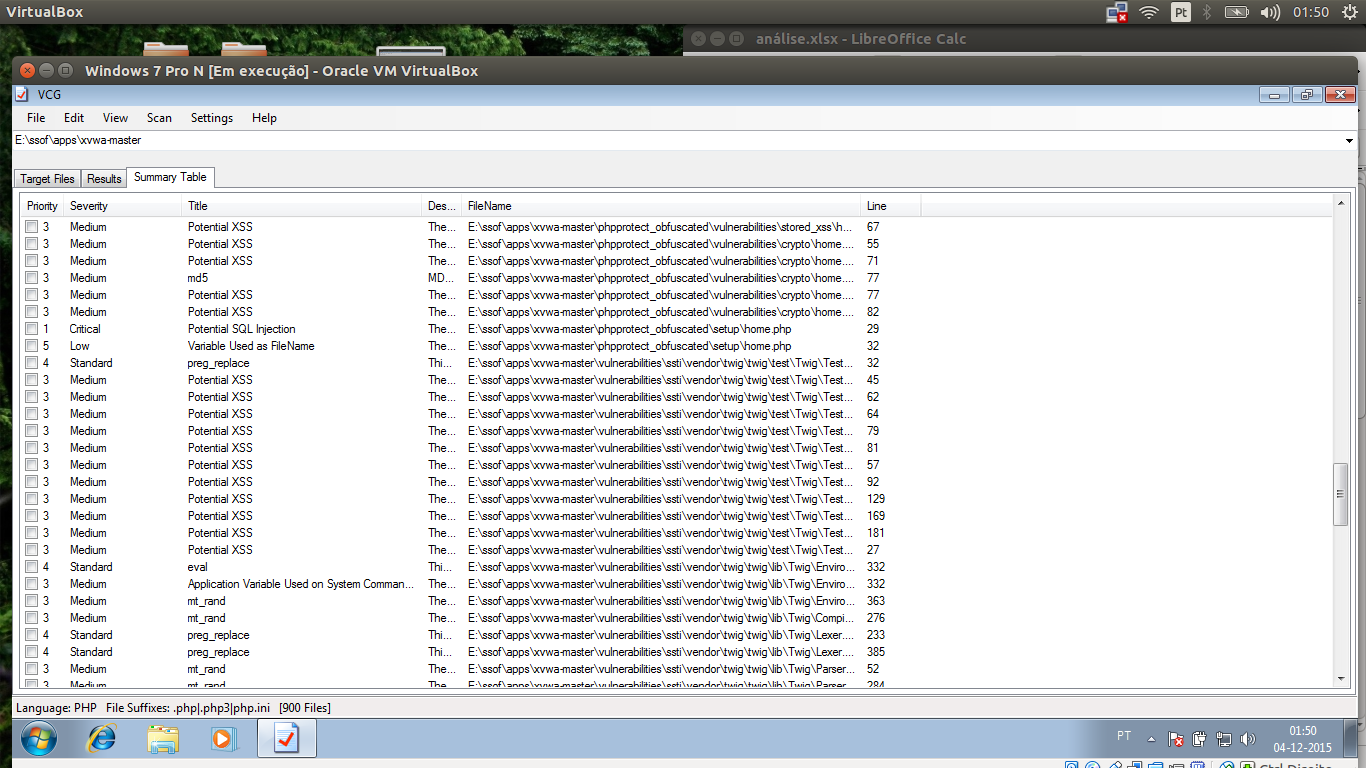 VirtualBox Pt 01:50
análise.xlsx - LibreOffice Calc
Windows 7 Pro N [Em execução] - Oracle VM VirtualBox
VCG
File Edit View Scan Settings Help
E:\ssof\apps\xvwa-master
Target Files Results Summary Table
Priority Severity Title Des... FileName Line
3 Medium Potential XSS The... E:\ssof\apps\xvwa-master\phpprotect_obfuscated\vulnerabilities\stored_xss\h... 67
3 Medium Potential XSS The... E:\ssof\apps\xvwa-master\phpprotect_obfuscated\vulnerabilities\crypto\home.... 55
3 Medium Potential XSS The... E:\ssof\apps\xvwa-master\phpprotect_obfuscated\vulnerabilities\crypto\home.... 71
3 Medium md5 MD... E:\ssof\apps\xvwa-master\phpprotect_obfuscated\vulnerabilities\crypto\home.... 77
3 Medium Potential XSS The... E:\ssof\apps\xvwa-master\phpprotect_obfuscated\vulnerabilities\crypto\home.... 77
3 Medium Potential XSS The... E:\ssof\apps\xvwa-master\phpprotect_obfuscated\vulnerabilities\crypto\home.... 82
1 Critical Potential SQL Injection The... E:\ssof\apps\xvwa-master\phpprotect_obfuscated\setup\home.php 29
5 Low Variable Used as FileName The... E:\ssof\apps\xvwa-master\phpprotect_obfuscated\setup\home.php 32
4 Standard preg_replace Thi... E:\ssof\apps\xvwa-master\vulnerabilities\ssti\vendor\twig\twig\test\Twig\Test... 32
3 Medium Potential XSS The... E:\ssof\apps\xvwa-master\vulnerabilities\ssti\vendor\twig\twig\test\Twig\Test... 45
3 Medium Potential XSS The... E:\ssof\apps\xvwa-master\vulnerabilities\ssti\vendor\twig\twig\test\Twig\Test... 62
3 Medium Potential XSS The... E:\ssof\apps\xvwa-master\vulnerabilities\ssti\vendor\twig\twig\test\Twig\Test... 64
3 Medium Potential XSS The... E:\ssof\apps\xvwa-master\vulnerabilities\ssti\vendor\twig\twig\test\Twig\Test... 79
3 Medium Potential XSS The... E:\ssof\apps\xvwa-master\vulnerabilities\ssti\vendor\twig\twig\test\Twig\Test... 81
3 Medium Potential XSS The... E:\ssof\apps\xvwa-master\vulnerabilities\ssti\vendor\twig\twig\test\Twig\Test... 57
3 Medium Potential XSS The... E:\ssof\apps\xvwa-master\vulnerabilities\ssti\vendor\twig\twig\test\Twig\Test... 92
3 Medium Potential XSS The... E:\ssof\apps\xvwa-master\vulnerabilities\ssti\vendor\twig\twig\test\Twig\Test... 129
3 Medium Potential XSS The... E:\ssof\apps\xvwa-master\vulnerabilities\ssti\vendor\twig\twig\test\Twig\Test... 169
3 Medium Potential XSS The... E:\ssof\apps\xvwa-master\vulnerabilities\ssti\vendor\twig\twig\test\Twig\Test... 181
3 Medium Potential XSS The... E:\ssof\apps\xvwa-master\vulnerabilities\ssti\vendor\twig\twig\test\Twig\Test... 27
4 Standard eval Thi... E:\ssof\apps\xvwa-master\vulnerabilities\ssti\vendor\twig\twig\lib\Twig\Enviro... 332
3 Medium Application Variable Used on System Comman... The... E:\ssof\apps\xvwa-master\vulnerabilities\ssti\vendor\twig\twig\lib\Twig\Enviro... 332
3 Medium mt_rand The... E:\ssof\apps\xvwa-master\vulnerabilities\ssti\vendor\twig\twig\lib\Twig\Enviro... 363
3 Medium mt_rand The... E:\ssof\apps\xvwa-master\vulnerabilities\ssti\vendor\twig\twig\lib\Twig\Compi... 276
4 Standard preg_replace Thi... E:\ssof\apps\xvwa-master\vulnerabilities\ssti\vendor\twig\twig\lib\Twig\Lexer.... 233
4 Standard preg_replace Thi... E:\ssof\apps\xvwa-master\vulnerabilities\ssti\vendor\twig\twig\lib\Twig\Lexer.... 385
3 Medium mt_rand The... E:\ssof\apps\xvwa-master\vulnerabilities\ssti\vendor\twig\twig\lib\Twig\Parser... 52
3 Medium mt_rand The... E:\ssof\apps\xvwa-master\vulnerabilities\ssti\vendor\twig\twig\lib\Twig\Parser... 284
Language: PHP File Suffixes: .php|.php3|php.ini [900 Files]
PT 01:50
04-12-2015
Ctrl Direito